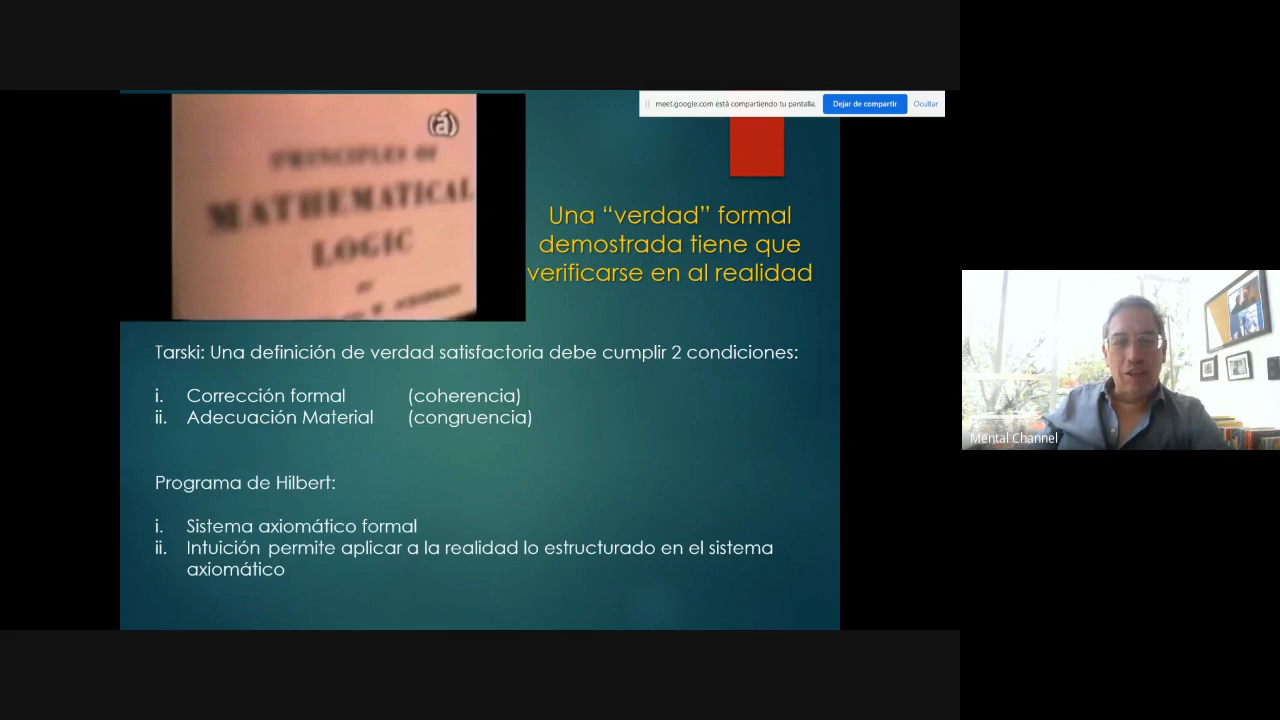 meet.google.com está compartiendo tu pantalla.
Dejar de compartir
Ocultar
(á)
PRINCIPLES OF
MATHEMATICAL
LOGIC
BY
Una “verdad” formal
demostrada tiene que
verificarse en al realidad
Tarski: Una definición de verdad satisfactoria debe cumplir 2 condiciones:
i. Corrección formal (coherencia)
ii. Adecuación Material (congruencia)
Programa de Hilbert:
i. Sistema axiomático formal
ii. Intuición permite aplicar a la realidad lo estructurado en el sistema
axiomático
Mental Channel